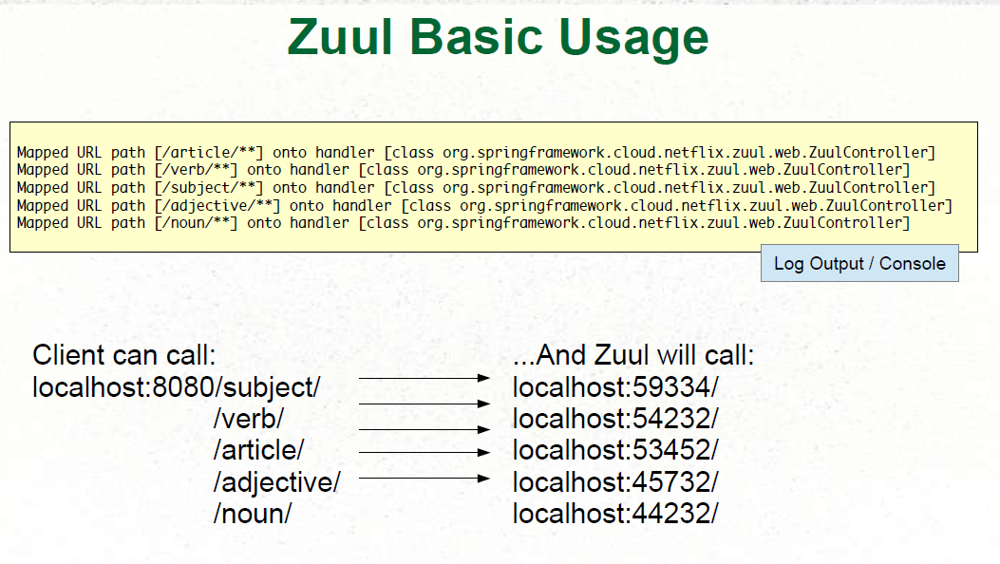 Zuul Basic Usage
Mapped URL path [/article/**] onto handler [class org.springframework.cloud.netflix.zuul.web.ZuulController]
Mapped URL path [/verb/**] onto handler [class org.springframework.cloud.netflix.zuul.web.ZuulController]
Mapped URL path [/subject/**] onto handler [class org.springframework.cloud.netflix.zuul.web.ZuulController]
Mapped URL path [/adjective/**] onto handler [class org.springframework.cloud.netflix.zuul.web.ZuulController]
Mapped URL path [/noun/**] onto handler [class org.springframework.cloud.netflix.zuul.web.ZuulController]
Log Output / Console
Client can call:
localhost:8080/subject/
/verb/
/article/
/adjective/
/noun/
...And Zuul will call:
localhost:59334/
localhost:54232/
localhost:53452/
localhost:45732/
localhost:44232/